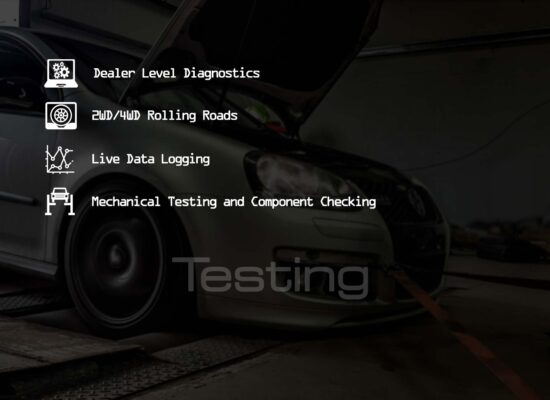 Dealer Level Diagnostics
2WD/4WD Rolling Roads
Live Data Logging
Mechanical Testing and Component Checking
Testing